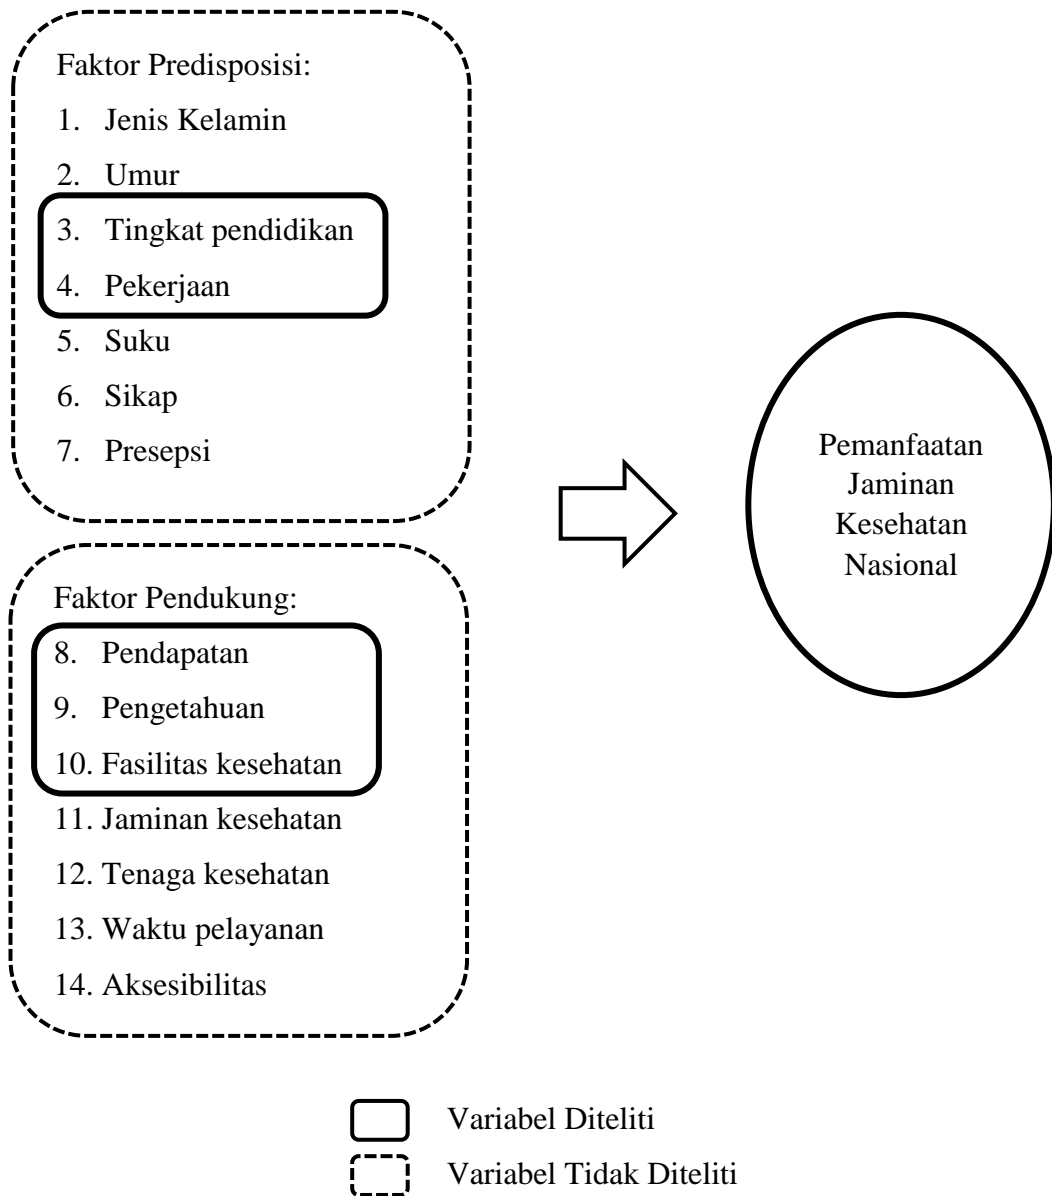 Faktor Predisposisi:
1. Jenis Kelamin
2. Umur
3. Tingkat pendidikan
4. Pekerjaan
5. Suku
6. Sikap
7. Presepsi
Faktor Pendukung:
8. Pendapatan
9. Pengetahuan
10. Fasilitas kesehatan
11. Jaminan kesehatan
12. Tenaga kesehatan
13. Waktu pelayanan
14. Aksesibilitas
Pemanfaatan
Jaminan
Kesehatan
Nasional
Variabel Diteliti
Variabel Tidak Diteliti